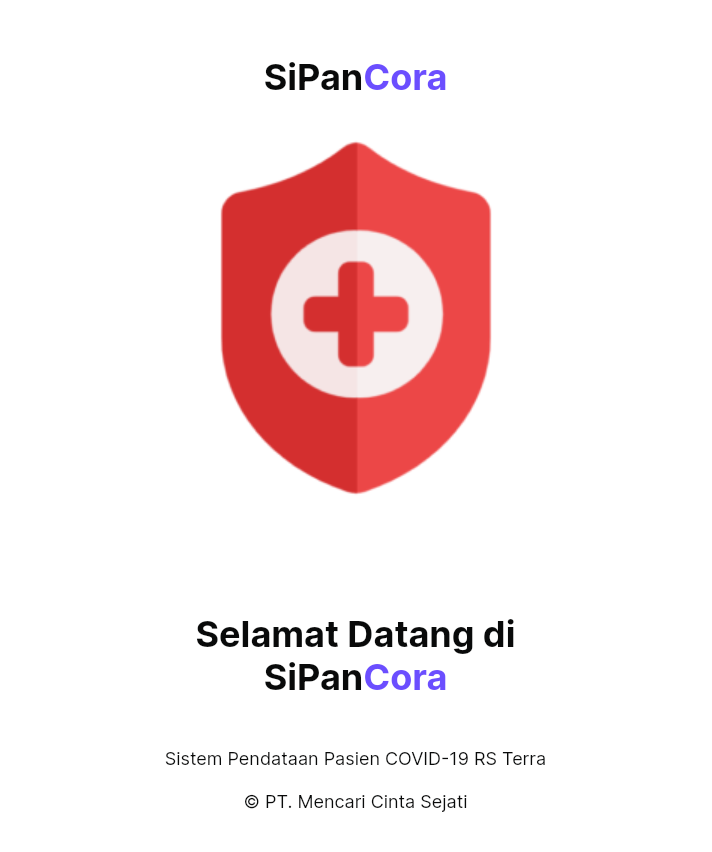 SiPanCora
Selamat Datang di
SiPanCora
Sistem Pendataan Pasien COVID-19 RS Terra
© PT. Mencari Cinta Sejati